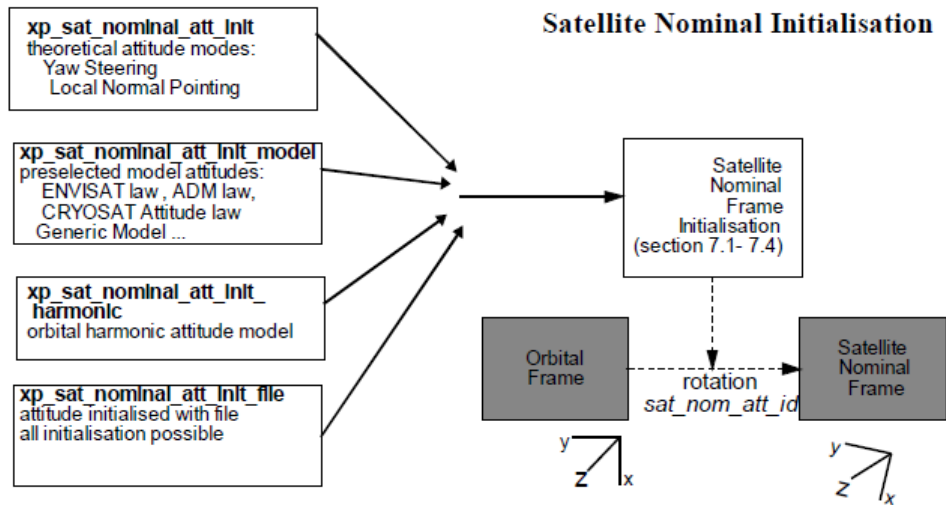 Satellite Nominal Initialisation
xp_sat_nominal_att_init
theoretical attitude modes:
Yaw Steering
Local Normal Pointing
xp_sat_nominal_att_init_model
preselected model attitudes:
ENVISAT law , ADM law,
CRYOSAT Attitude law
Generic Model ...
xp_sat_nominal_att_init_
harmonic
orbital harmonic attitude model
xp_sat_nominal_att_init_file
attitude initialised with file
all initialisation possible
Satellite
Nominal
Frame
Initialisation
(section 7.1- 7.4)
Orbital
Frame
rotation
sat_nom_att_id
Satellite
Nominal
Frame
y
z
x
y
z
x